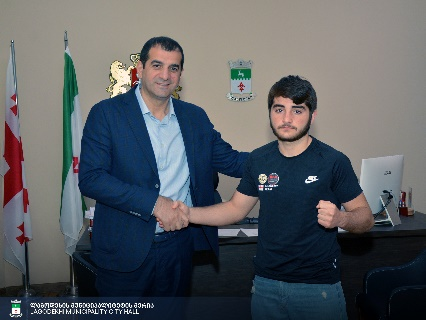 ᲚᲐᲒᲝᲓᲔᲮᲘᲡ ᲛᲣᲜᲘᲪᲘᲞᲐᲚᲘᲢᲔᲢᲘᲡ ᲛᲔᲠᲘᲐ
LAGODEKHI MUNICIPALITY CITY HALL